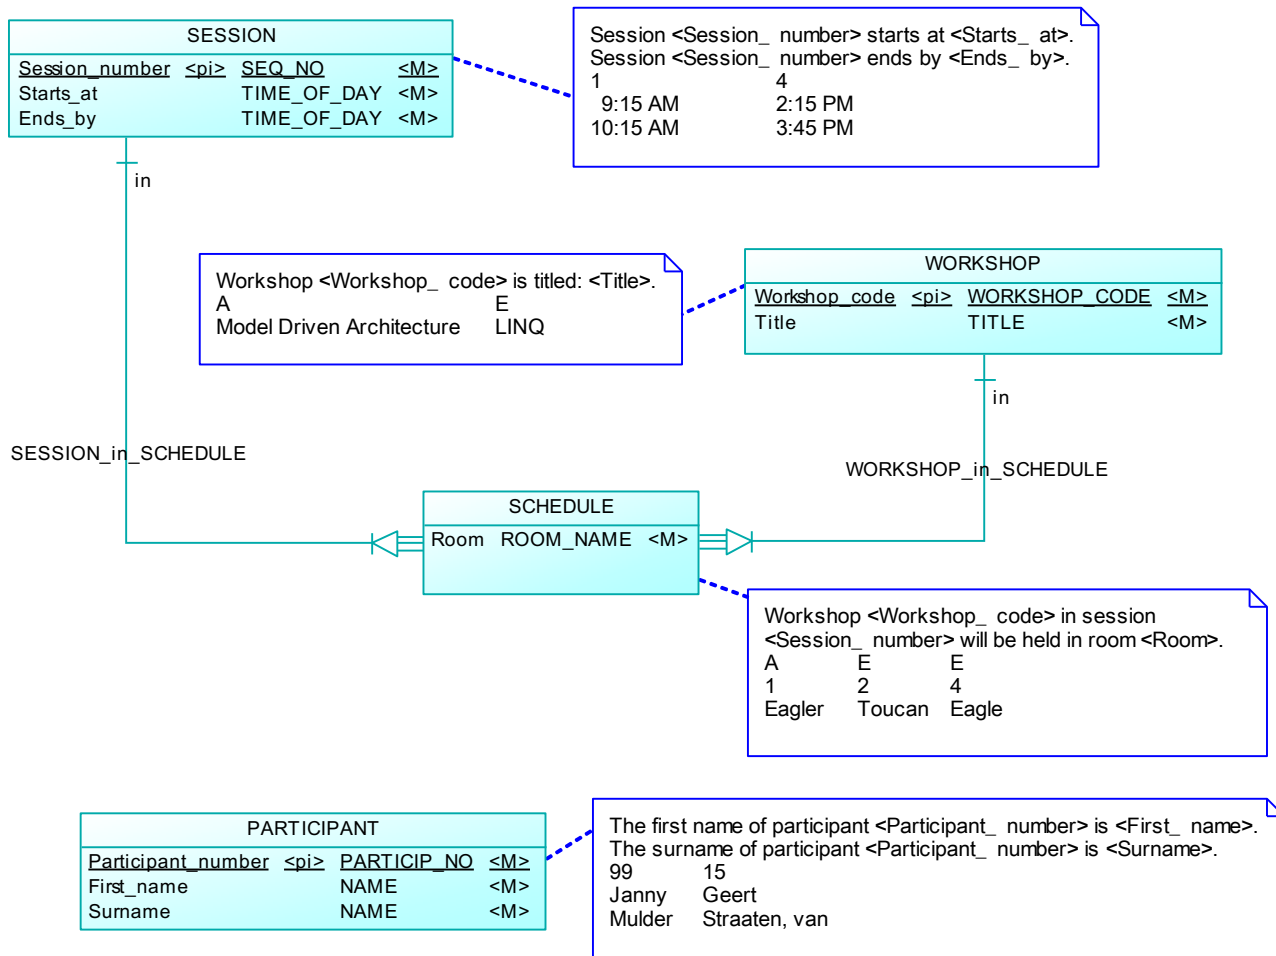 SESSION
Session_number <pi> SEQ_NO <M>
Starts_at TIME_OF_DAY <M>
Ends_by TIME_OF_DAY <M>
Session <Session_ number> starts at <Starts_ at>.
Session <Session_ number> ends by <Ends_ by>.
1 4
9:15 AM 2:15 PM
10:15 AM 3:45 PM
in
Workshop <Workshop_ code> is titled: <Title>.
A E
Model Driven Architecture LINQ
WORKSHOP
Workshop_code <pi> WORKSHOP_CODE <M>
Title TITLE <M>
in
SESSION_in_SCHEDULE
WORKSHOP_in_SCHEDULE
SCHEDULE
Room ROOM_NAME <M>
Workshop <Workshop_ code> in session
<Session_ number> will be held in room <Room>.
A E E
1 2 4
Eagler Toucan Eagle
PARTICIPANT
Participant_number <pi> PARTICIP_NO <M>
First_name NAME <M>
Surname NAME <M>
The first name of participant <Participant_ number> is <First_ name>.
The surname of participant <Participant_ number> is <Surname>.
99 15
Janny Geert
Mulder Straaten, van